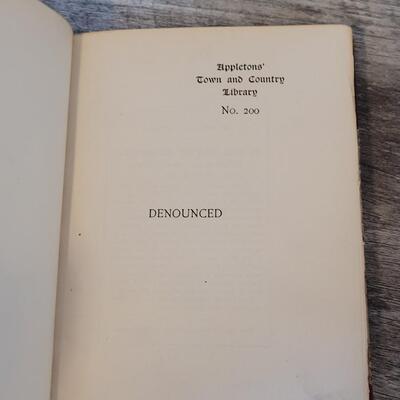 Appletons'
Town and Country
Library
No. 200
DENOUNCED